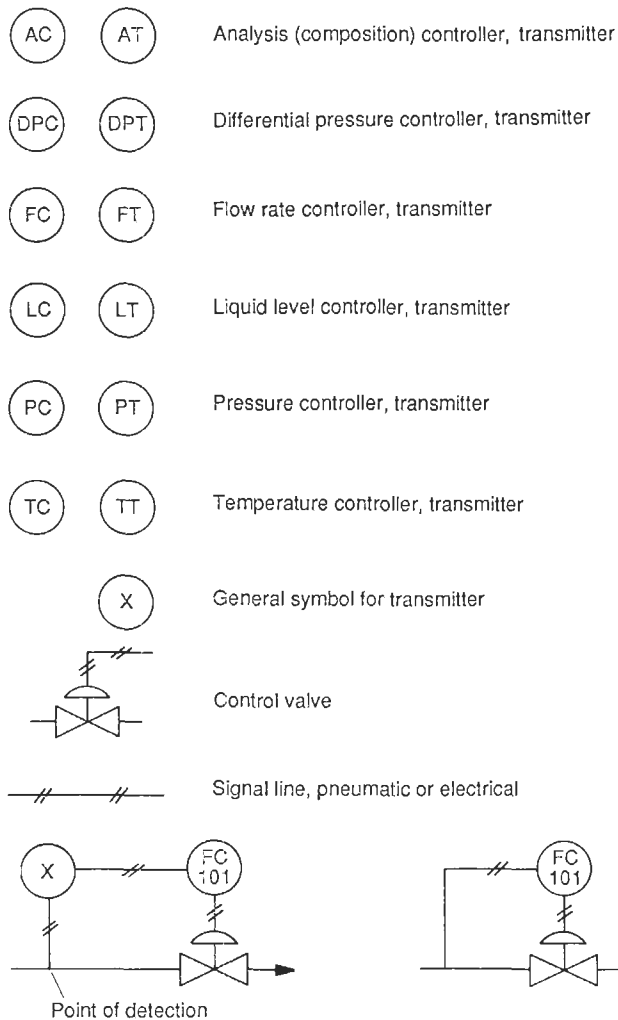 AC AT Analysis (composition) controller, transmitter
DPC DPT Differential pressure controller, transmitter
FC FT Flow rate controller, transmitter
LC LT Liquid level controller, transmitter
PC PT Pressure controller, transmitter
TC TT Temperature controller, transmitter
X General symbol for transmitter
Control valve
Signal line, pneumatic or electrical
X FC FC
101 101
Point of detection